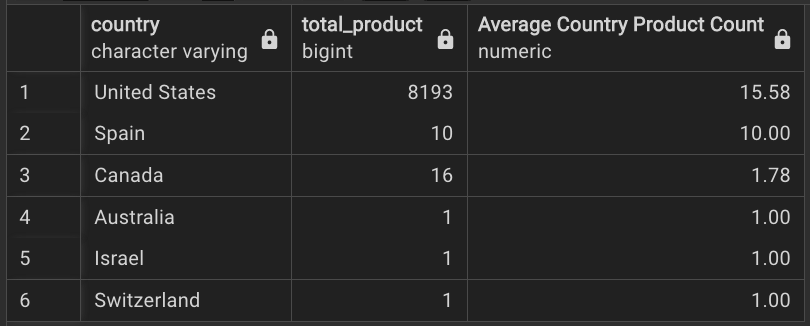 country total_product Average Country Product Count
character varying bigint numeric
1 United States 8193 15.58
2 Spain 10 10.00
3 Canada 16 1.78
4 Australia 1 1.00
5 Israel 1 1.00
6 Switzerland 1 1.00